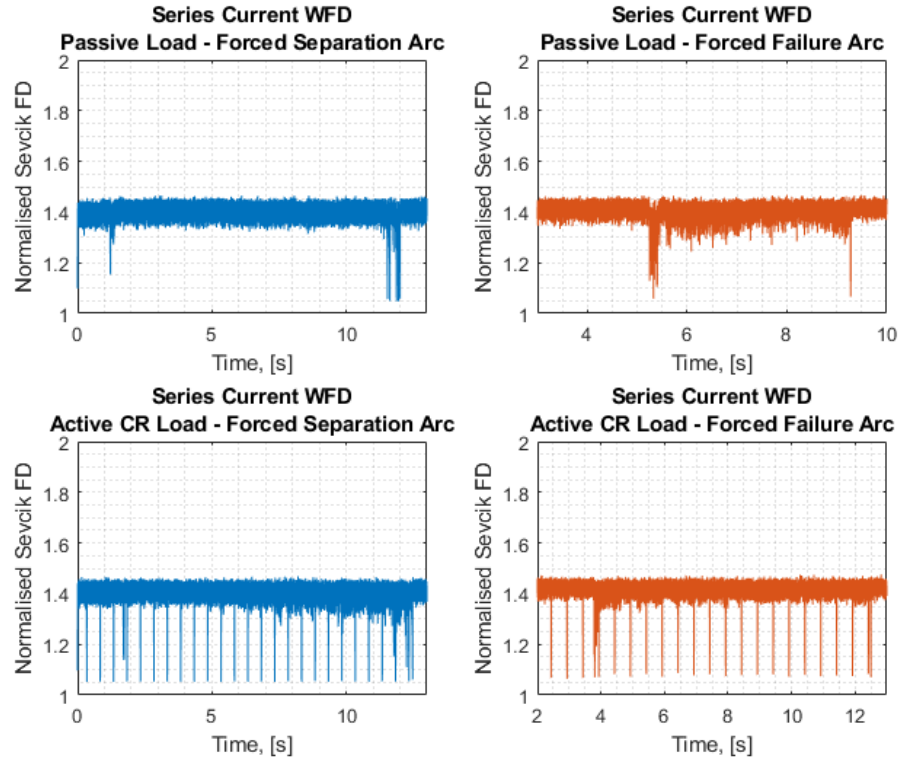 Series Current WFD
Passive Load - Forced Separation Arc
Normalised Sevcik FD
2
1.8
1.6
1.4
1.2
1
0
5
10
Time, [s]
Series Current WFD
Passive Load - Forced Failure Arc
Normalised Sevcik FD
2
1.8
1.6
1.4
1.2
1
4
6
8
10
Time, [s]
Series Current WFD
Active CR Load - Forced Separation Arc
Normalised Sevcik FD
2
1.8
1.6
1.4
1.2
1
0
5
10
Time, [s]
Series Current WFD
Active CR Load - Forced Failure Arc
Normalised Sevcik FD
2
1.8
1.6
1.4
1.2
1
2
4
6
8
10
12
Time, [s]